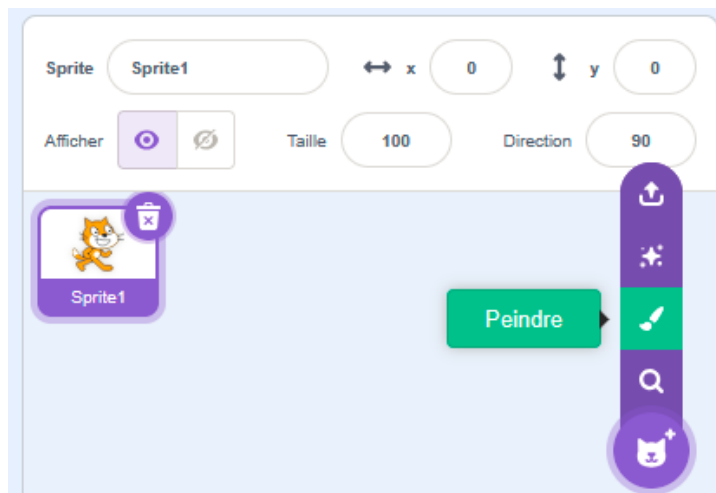 Sprite Sprite1 x 0 y 0
Afficher Taille 100 Direction 90
Sprite1
Peindre